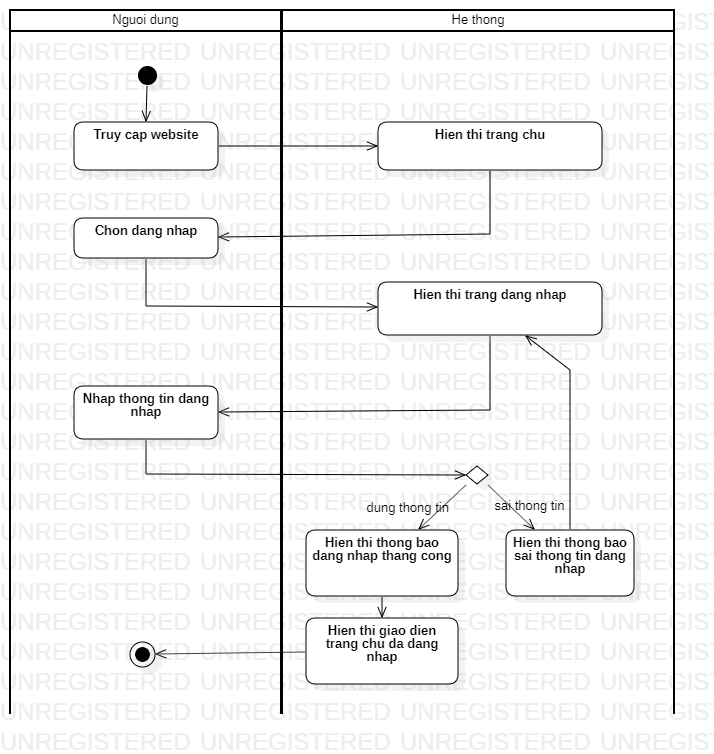 Nguoi dung
He thong
Truy cap website
Hien thi trang chu
Chon dang nhap
Hien thi trang dang nhap
Nhap thong tin dang
nhap
dung thong tin
sai thong tin
Hien thi thong bao
dang nhap thang cong
Hien thi thong bao
sai thong tin dang
nhap
Hien thi giao dien
trang chu da dang
nhap
UNREGISTERED